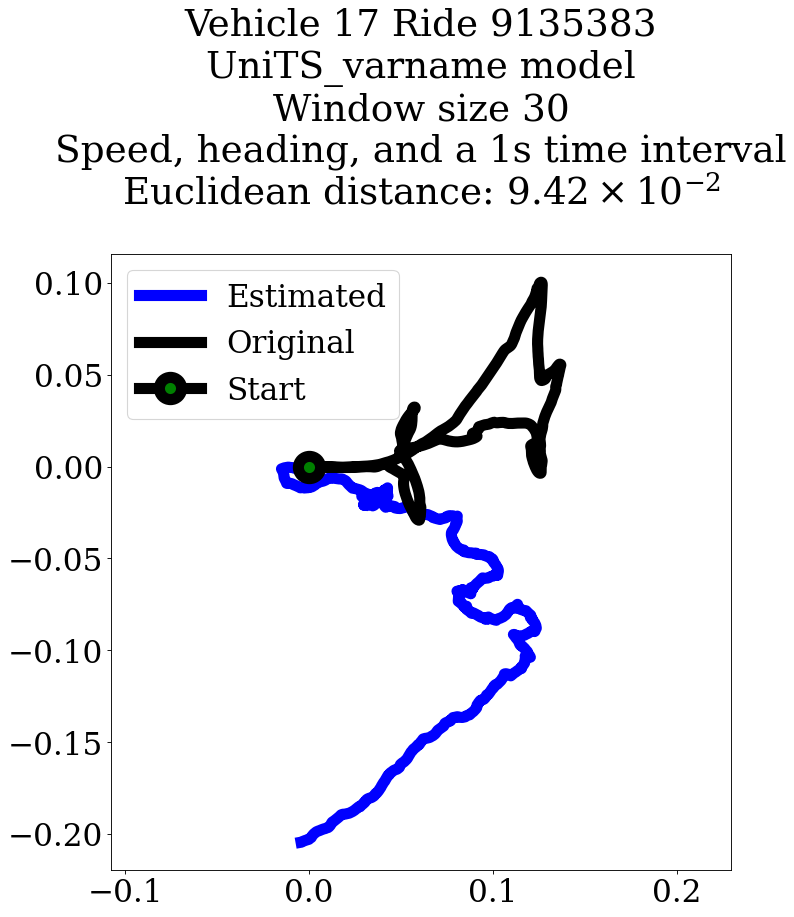 Vehicle 17 Ride 9135383
UniTS_varname model
Window size 30
Speed, heading, and a 1s time interval
Euclidean distance: 9.42 × 10⁻²
Estimated
Original
Start
0.10
0.05
0.00
−0.05
−0.10
−0.15
−0.20
−0.1 0.0 0.1 0.2